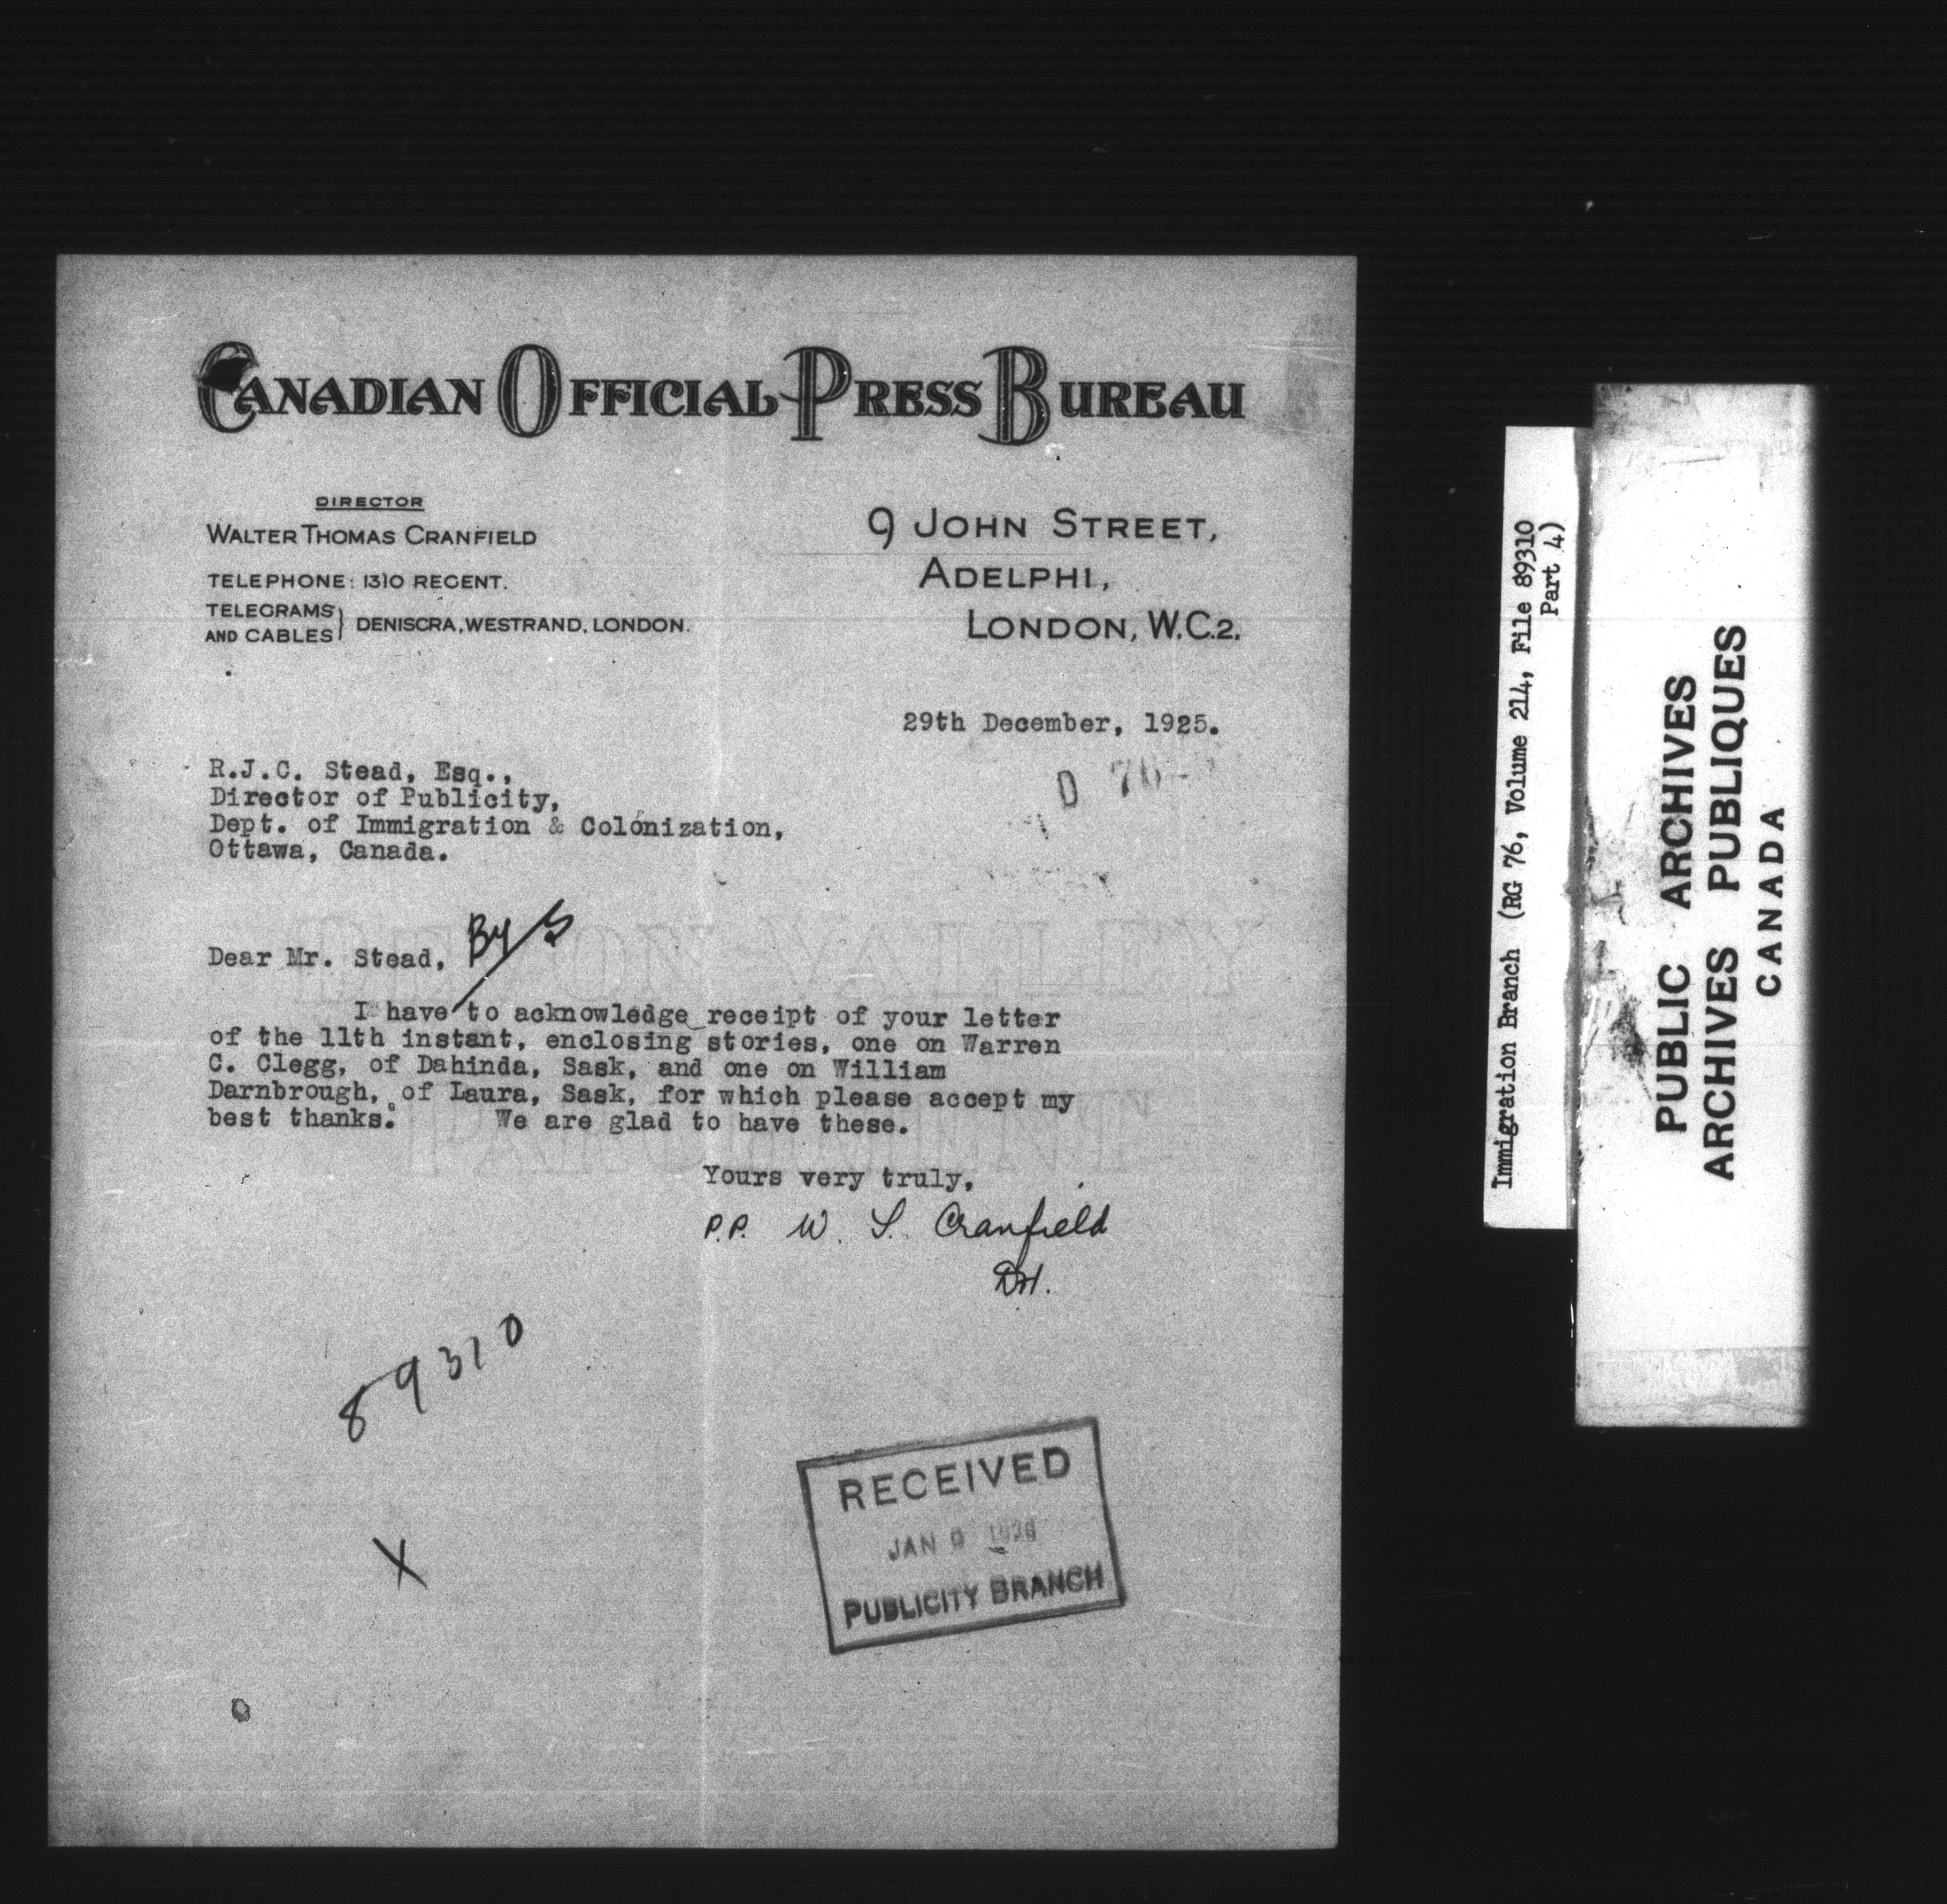 CANADIAN OFFICIAL PRESS BUREAU
DIRECTOR
WALTER THOMAS CRANFIELD
TELEPHONE: 1310 REGENT.
TELEGRAMS AND CABLES } DENISCRA, WESTRAND, LONDON.
9 JOHN STREET,
ADELPHI,
LONDON, W.C.2.
29th December, 1925.
R.J.C. Stead, Esq.,
Director of Publicity,
Dept. of Immigration & Colonization,
Ottawa, Canada.
Dear Mr. Stead,
I have to acknowledge receipt of your letter
of the 11th instant, enclosing stories, one on Warren
C. Clegg, of Dahinda, Sask, and one on William
Darnbrough, of Laura, Sask, for which please accept my
best thanks. We are glad to have these.
Yours very truly,
P.P. W. T. Cranfield
DH.
89310
X
RECEIVED
JAN 9 1926
PUBLICITY BRANCH
Immigration Branch (RG 76, Volume 214, File 89310
Part 4)
PUBLIC ARCHIVES
ARCHIVES PUBLIQUES
CANADA